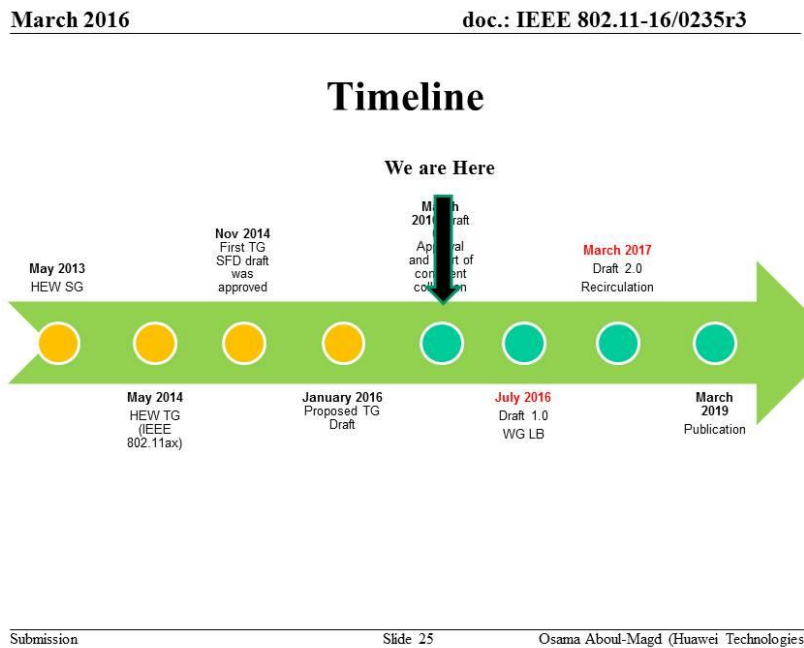 March 2016
doc.: IEEE 802.11-16/0235r3
Timeline
We are Here
May 2013
HEW SG
May 2014
HEW TG
(IEEE
802.11ax)
Nov 2014
First TG
SFD draft
was
approved
January 2016
Proposed TG
Draft
and of
July 2016
Draft 1.0
WG LB
March 2017
Draft 2.0
Recirculation
March
2019
Publication
Submission
Slide 25
Osama Aboul-Magd (Huawei Technologies